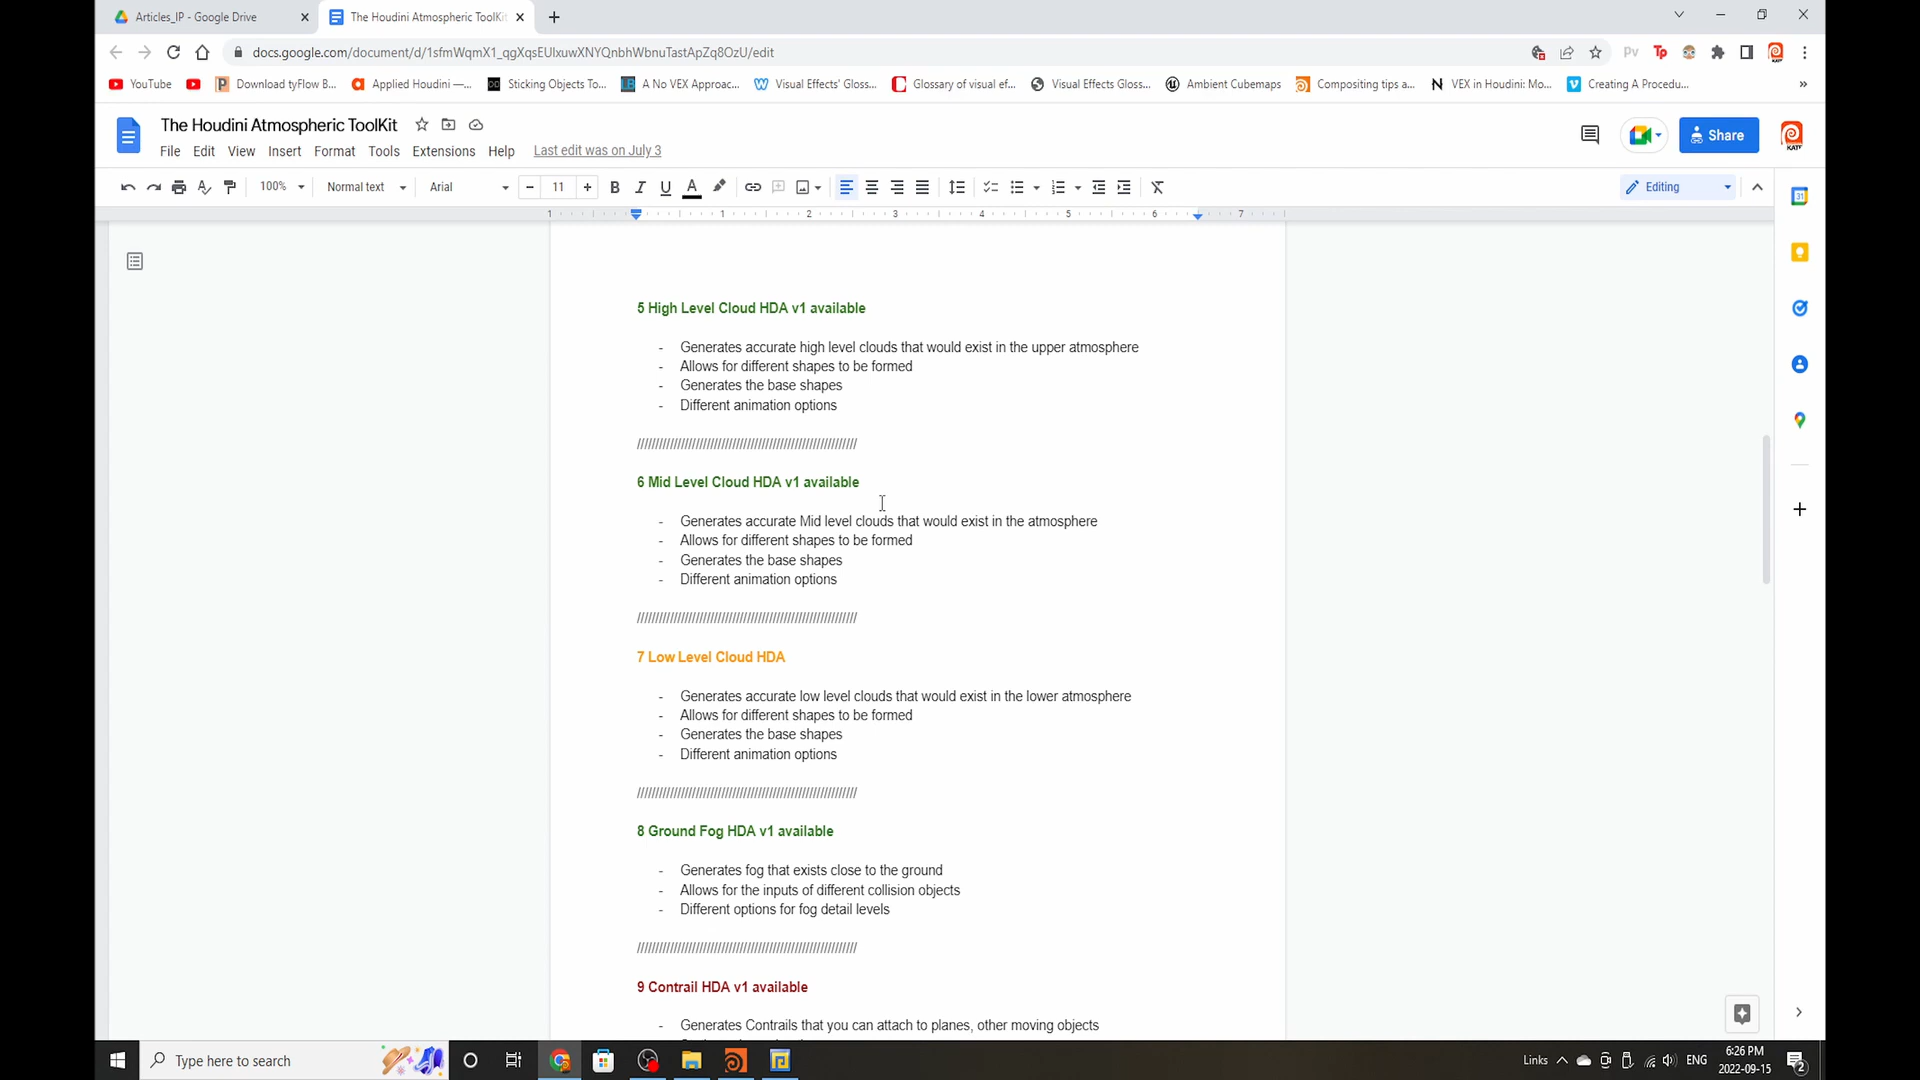 Articles_IP - Google Drive
The Houdini Atmospheric ToolKit
docs.google.com/document/d/1sfmWqmX1_qgXqsEUlxuwXNYQnbhWbnuTastApZq8OzU/edit
YouTube Download tyFlow B... Applied Houdini —... Sticking Objects To... A No VEX Approac... Visual Effects' Gloss... Glossary of visual ef... Visual Effects Gloss... Ambient Cubemaps Compositing tips a... VEX in Houdini: Mo... Creating A Procedu... »
The Houdini Atmospheric ToolKit
Share
File Edit View Insert Format Tools Extensions Help Last edit was on July 3
100% Normal text Arial - 11 + B I U A Editing
1 1 2 3 4 5 6 7
5 High Level Cloud HDA v1 available
- Generates accurate high level clouds that would exist in the upper atmosphere
- Allows for different shapes to be formed
- Generates the base shapes
- Different animation options
////////////////////////////////////////////////////////////
6 Mid Level Cloud HDA v1 available
- Generates accurate Mid level clouds that would exist in the atmosphere
- Allows for different shapes to be formed
- Generates the base shapes
- Different animation options
////////////////////////////////////////////////////////////
7 Low Level Cloud HDA
- Generates accurate low level clouds that would exist in the lower atmosphere
- Allows for different shapes to be formed
- Generates the base shapes
- Different animation options
////////////////////////////////////////////////////////////
8 Ground Fog HDA v1 available
- Generates fog that exists close to the ground
- Allows for the inputs of different collision objects
- Different options for fog detail levels
////////////////////////////////////////////////////////////
9 Contrail HDA v1 available
- Generates Contrails that you can attach to planes, other moving objects
Type here to search
Links ENG
6:26 PM
2022-09-15
2